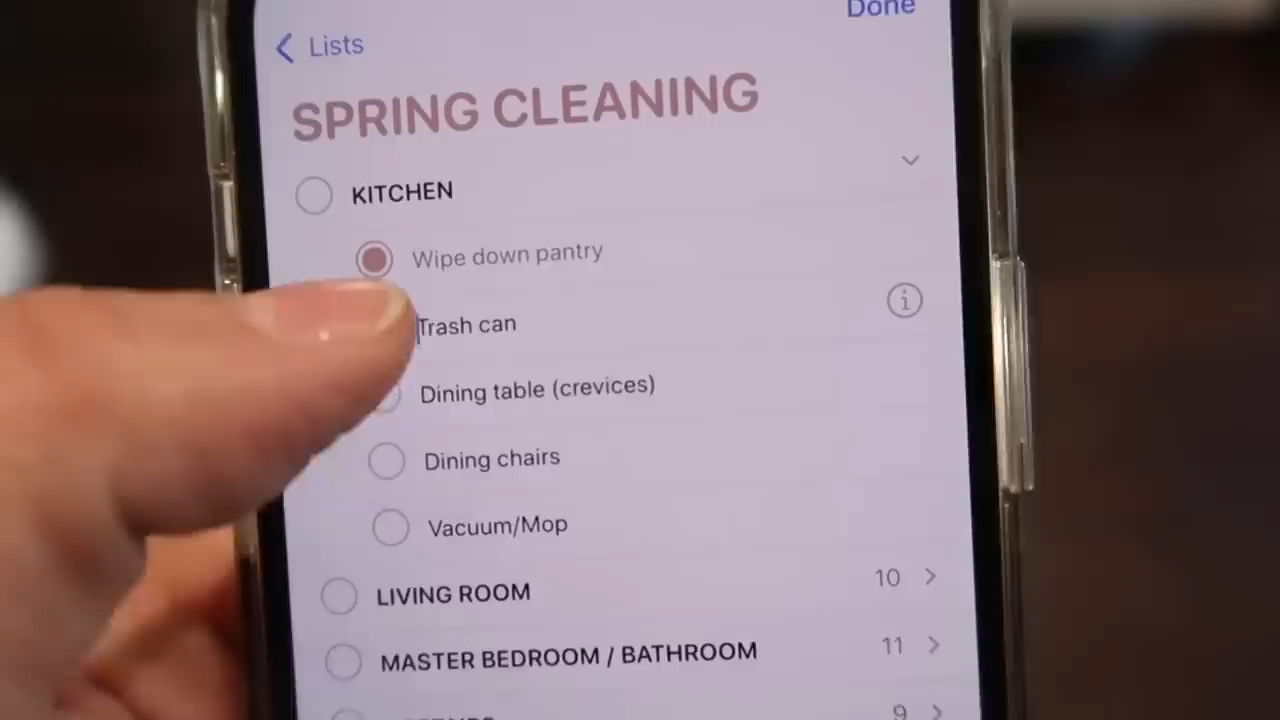 Done
Lists
SPRING CLEANING
KITCHEN
Wipe down pantry
Trash can
Dining table (crevices)
Dining chairs
Vacuum/Mop
LIVING ROOM 10
MASTER BEDROOM / BATHROOM 11
9